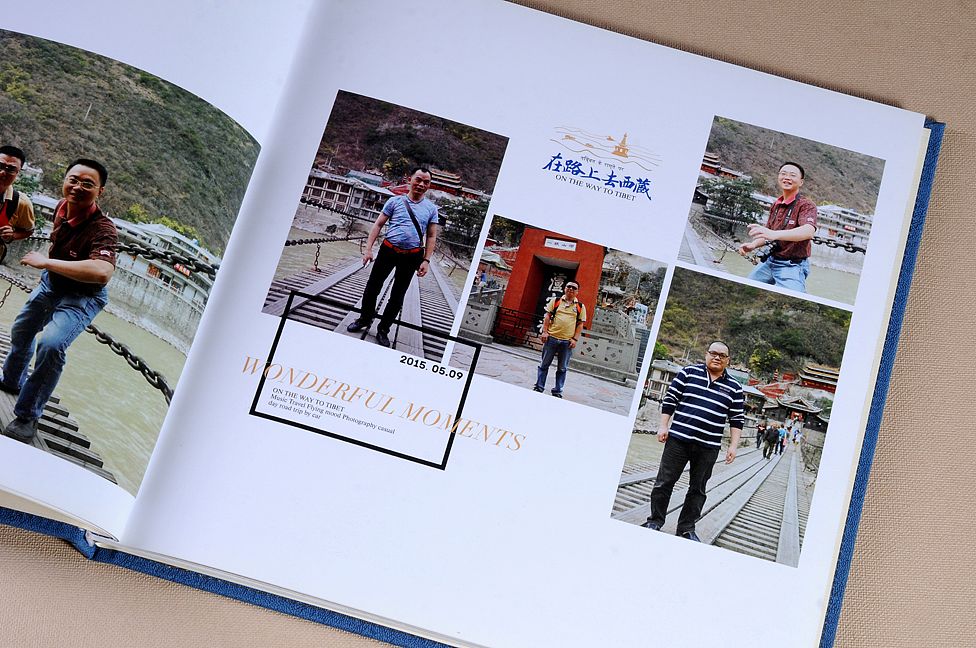 在路上去西藏
ON THE WAY TO TIBET
2015. 05.09
WONDERFUL MOMENTS
ON THE WAY TO TIBET
Music Travel Flying mood Photography casual
day road trip by car